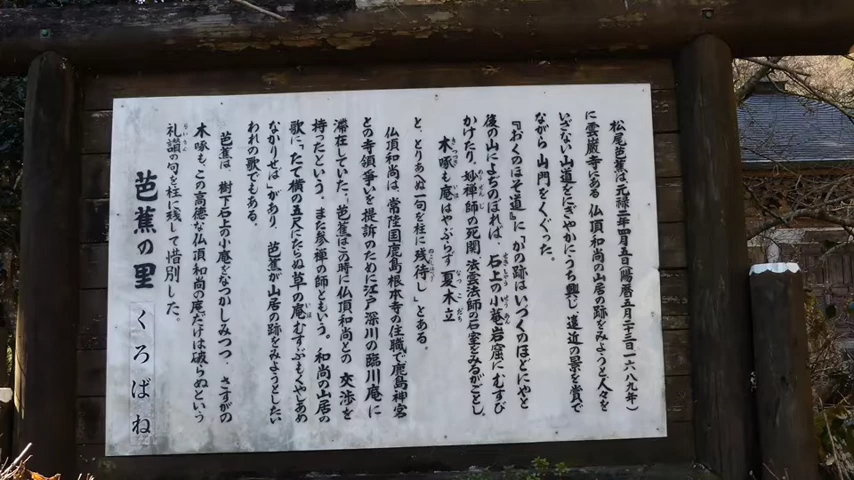 松尾芭蕉は元禄二年四月五日(陽暦五月二十三日一六八九年)
に雲巌寺にある仏頂和尚の山居の跡をみようと人々を
いざない山道をにぎやかにうち興じ遠近の景を賞で
ながら山門をくぐった。
『おくのほそ道』に「かの跡はいづくのほどにやと
後の山によぢのぼれば、石上の小菴岩窟にむすび
かけたり。妙禅師の死関、法雲法師の石室をみるがごとし。
木啄も庵はやぶらず夏木立
と、とりあへぬ一句を柱に残待し」とある。
仏頂和尚は、常陸国鹿島根本寺の住職で鹿島神宮
との寺領争いを提訴のために江戸深川の臨川庵に
滞在していた。芭蕉はこの時に仏頂和尚との交渉を
持ったという。また参禅の師ともいう。和尚の山居の
歌に、「たて横の五尺にたらぬ草の庵むすぶもくやしあめ
なかりせば」があり、芭蕉が山居の跡をみようとしたい
われの歌でもある。
芭蕉は、樹下石上の小庵をなつかしみつつ、さすがの
木啄も、この高徳な仏頂和尚の庵だけは破らぬという
礼讃の句を柱に残して惜別した。
芭蕉の里 くろばね